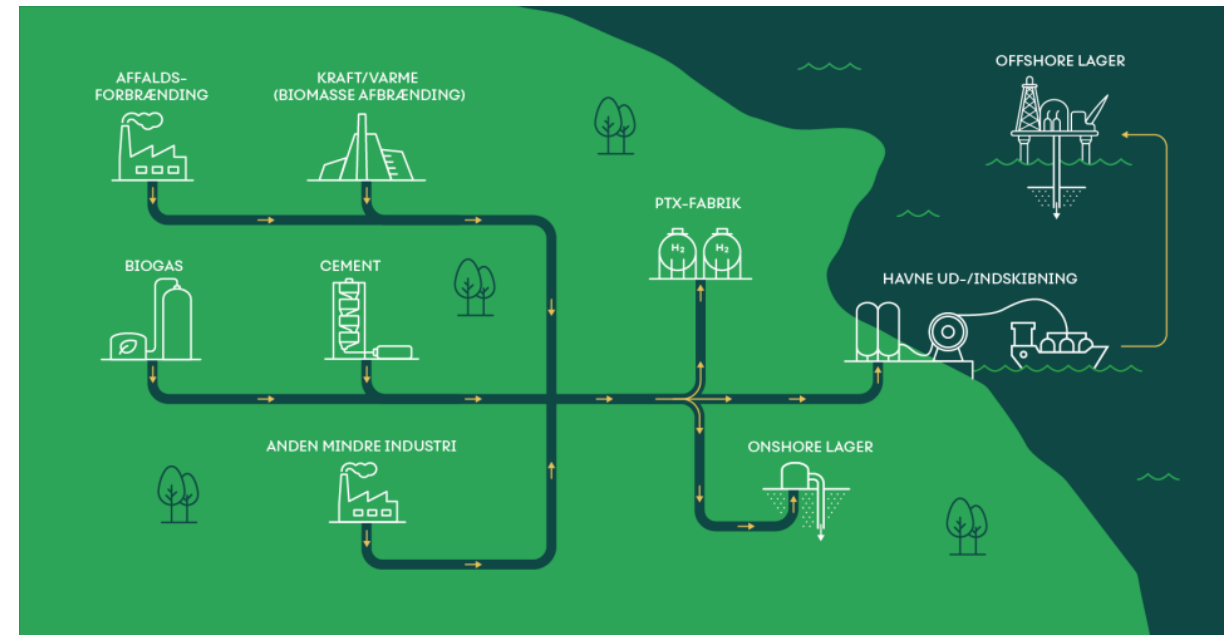 AFFALDS-
FORBRÆNDING
KRAFT/VARME
(BIOMASSE AFBRÆNDING)
OFFSHORE LAGER
PTX-FABRIK
H₂
H₂
BIOGAS
CEMENT
HAVNE UD-/INDSKIBNING
ANDEN MINDRE INDUSTRI
ONSHORE LAGER